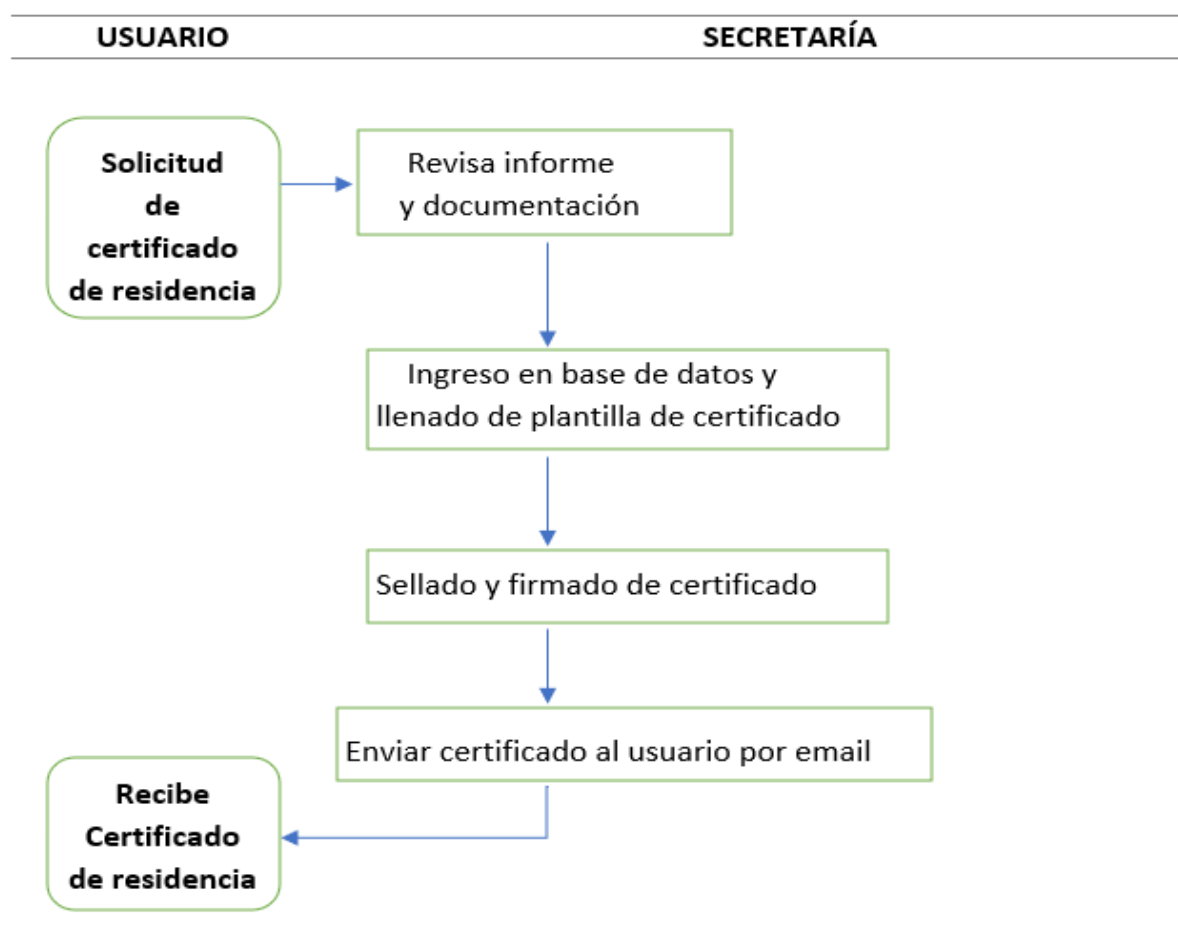 USUARIO SECRETARÍA
Solicitud
de
certificado
de residencia
Revisa informe
y documentación
Ingreso en base de datos y
llenado de plantilla de certificado
Sellado y firmado de certificado
Enviar certificado al usuario por email
Recibe
Certificado
de residencia